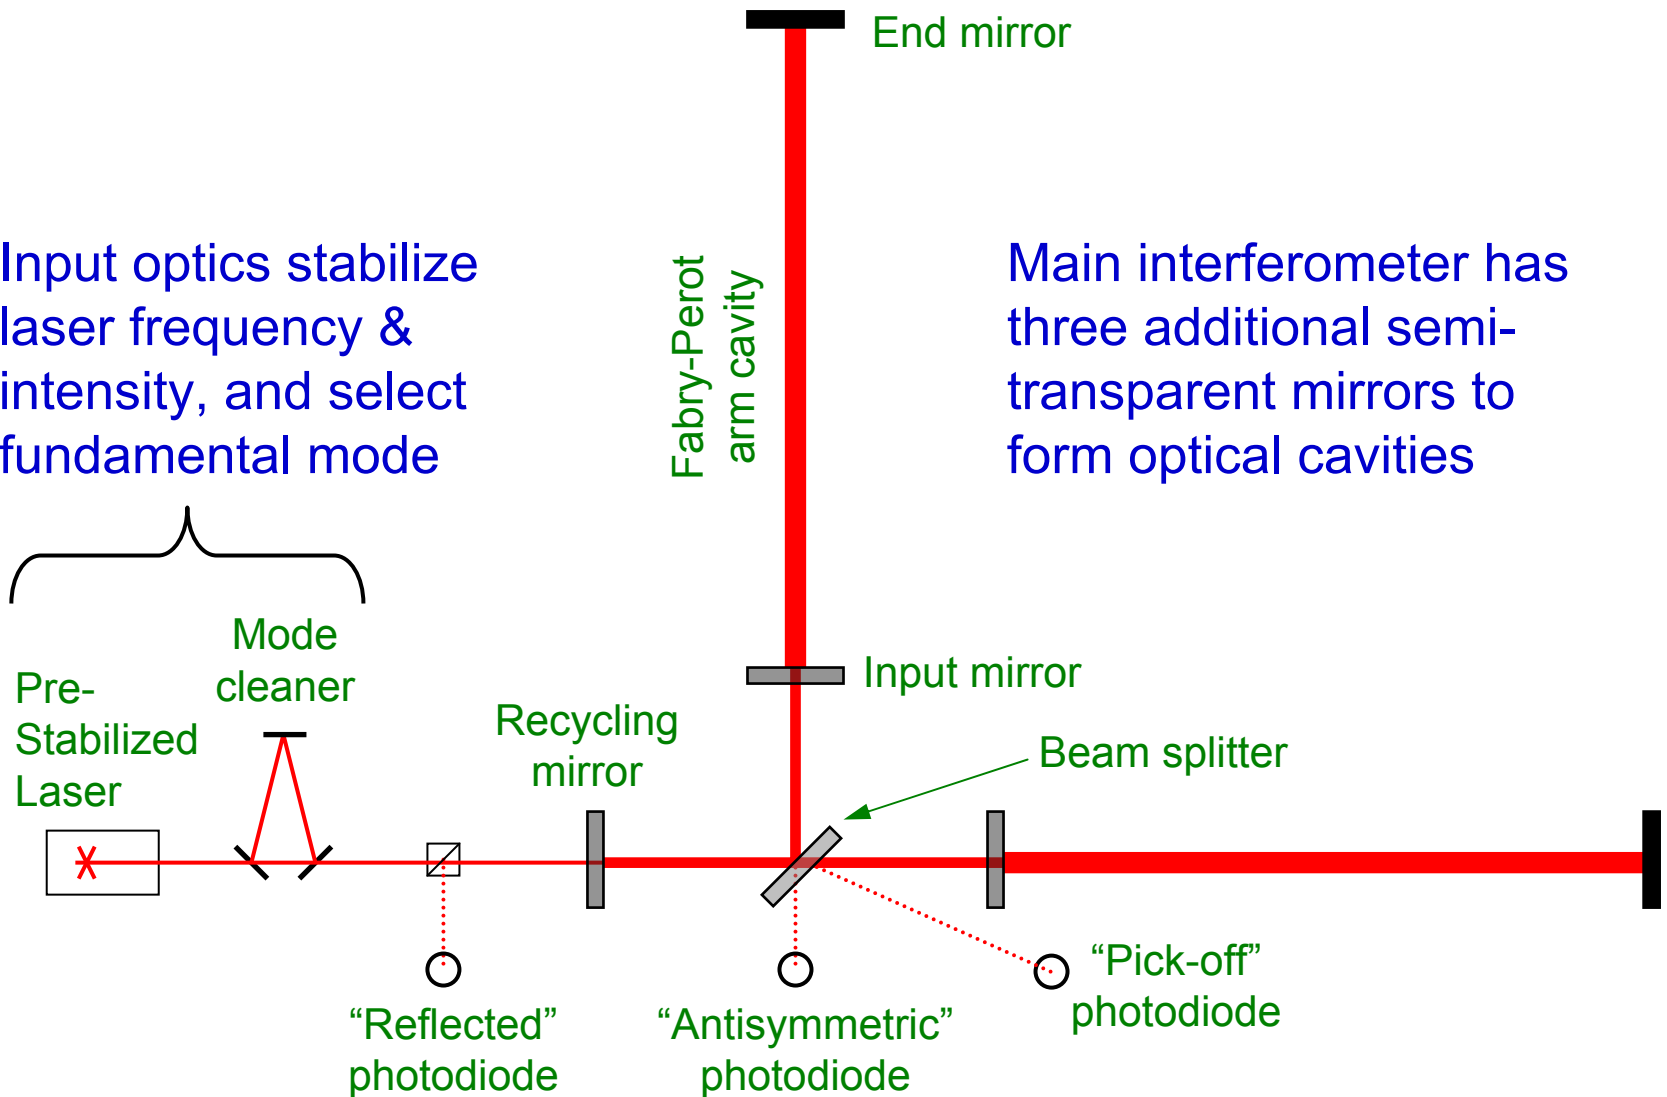 End mirror
Input optics stabilize
laser frequency &
intensity, and select
fundamental mode
Fabry-Perot
arm cavity
Main interferometer has
three additional semi-
transparent mirrors to
form optical cavities
Mode
cleaner
Pre-
Stabilized
Laser
Recycling
mirror
Input mirror
Beam splitter
“Reflected”
photodiode
“Antisymmetric”
photodiode
“Pick-off”
photodiode